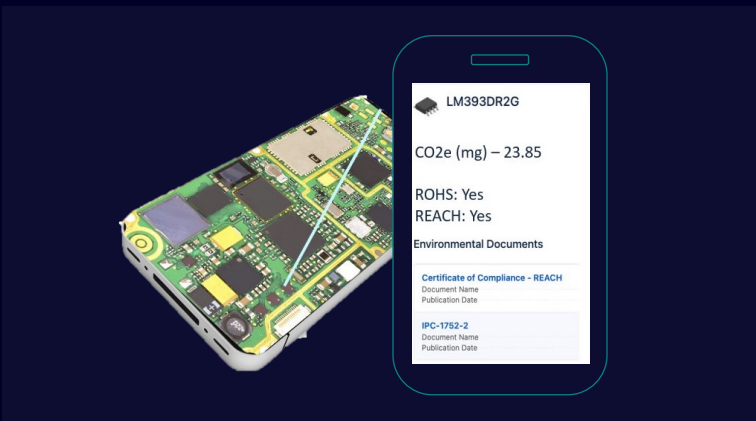 LM393DR2G
CO2e (mg) – 23.85
ROHS: Yes
REACH: Yes
Environmental Documents
Certificate of Compliance - REACH
Document Name
Publication Date
IPC-1752-2
Document Name
Publication Date